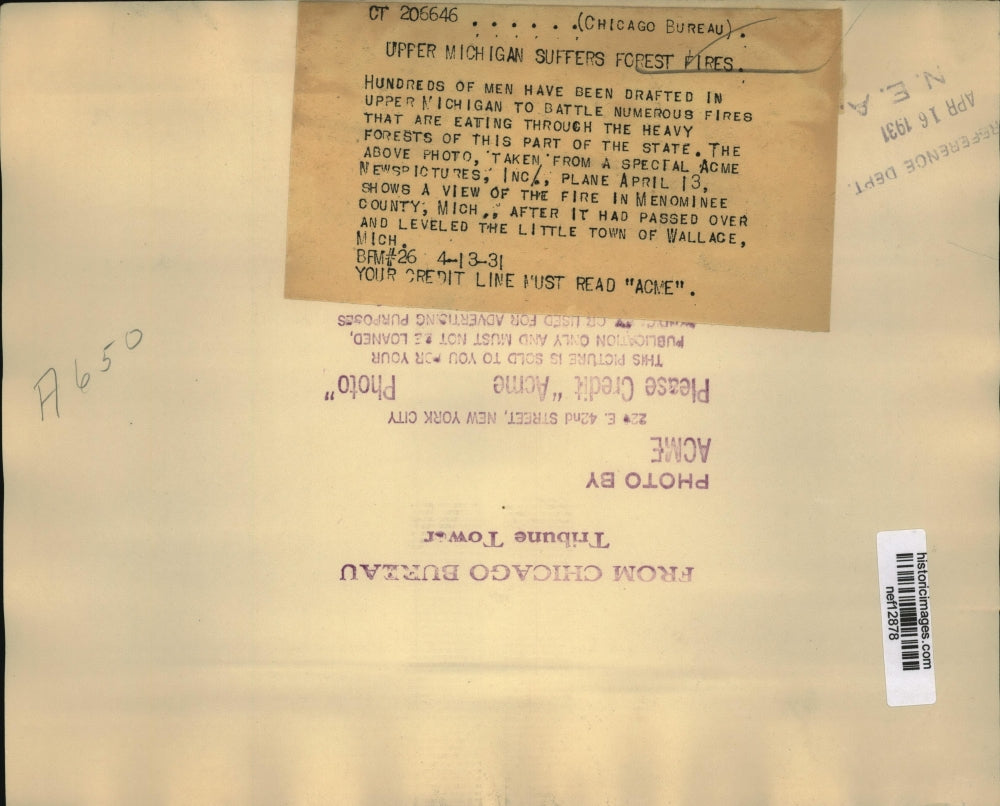 CT 206646 . . . . . . (CHICAGO BUREAU).
UPPER MICHIGAN SUFFERS FOREST FIRES.
HUNDREDS OF MEN HAVE BEEN DRAFTED IN
UPPER MICHIGAN TO BATTLE NUMEROUS FIRES
THAT ARE EATING THROUGH THE HEAVY
FORESTS OF THIS PART OF THE STATE. THE
ABOVE PHOTO, TAKEN FROM A SPECIAL ACME
NEWSPICTURES, INC., PLANE APRIL 13,
SHOWS A VIEW OF THE FIRE IN MENOMINEE
COUNTY, MICH., AFTER IT HAD PASSED OVER
AND LEVELED THE LITTLE TOWN OF WALLACE,
MICH.
BFM#26 4-13-31
YOUR CREDIT LINE MUST READ "ACME".
N. E. A.
APR 16 1931
REFERENCE DEPT.
A650
FROM CHICAGO BUREAU
Tribune Tower
PHOTO BY
ACME
E. 42nd STREET, NEW YORK CITY
Please Credit "Acme Photo"
THIS PICTURE IS SOLD TO YOU FOR YOUR
PUBLICATION ONLY AND MUST NOT BE LOANED,
OR USED FOR ADVERTISING PURPOSES
historicimages.com
nef12878